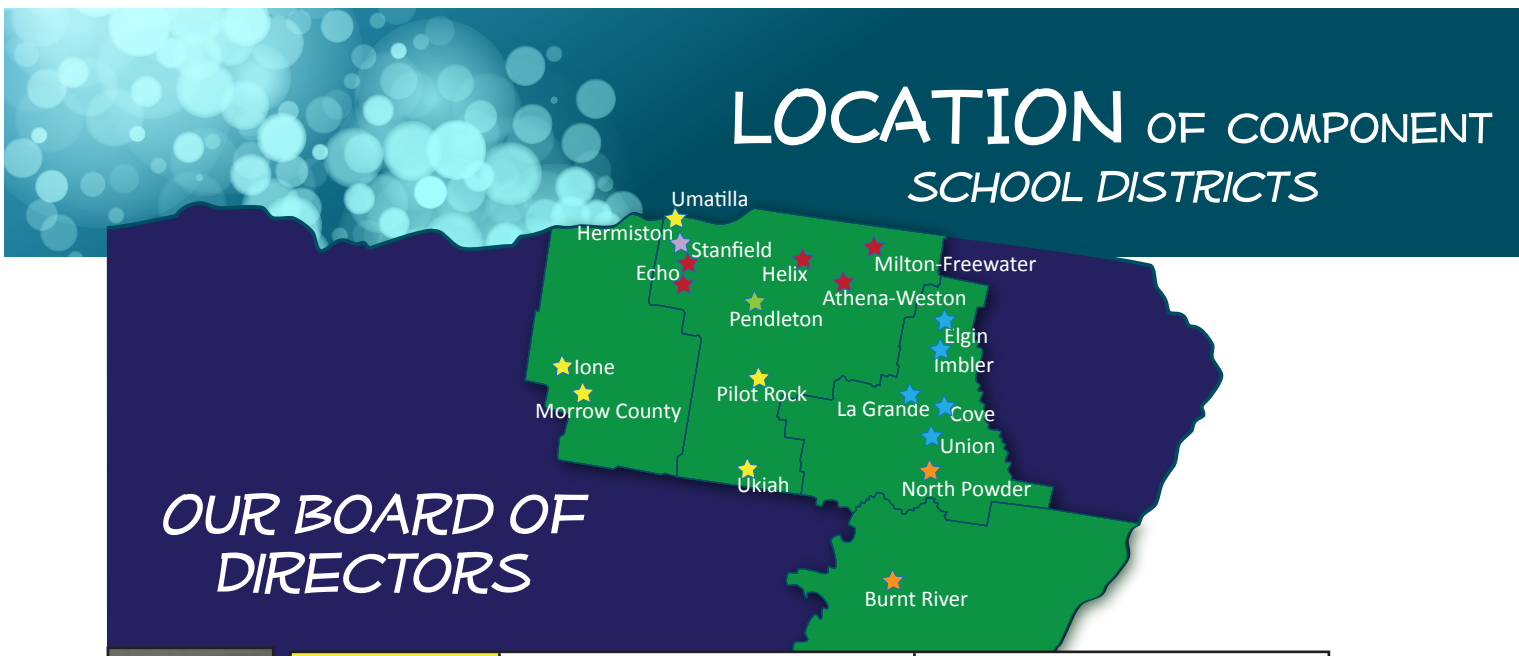 LOCATION OF COMPONENT
SCHOOL DISTRICTS
Umatilla
Hermiston
Stanfield
Echo
Helix
Milton-Freewater
Athena-Weston
Pendleton
Elgin
Imbler
Ione
Pilot Rock
Morrow County
La Grande
Cove
Union
Ukiah
North Powder
OUR BOARD OF
DIRECTORS
Burnt River